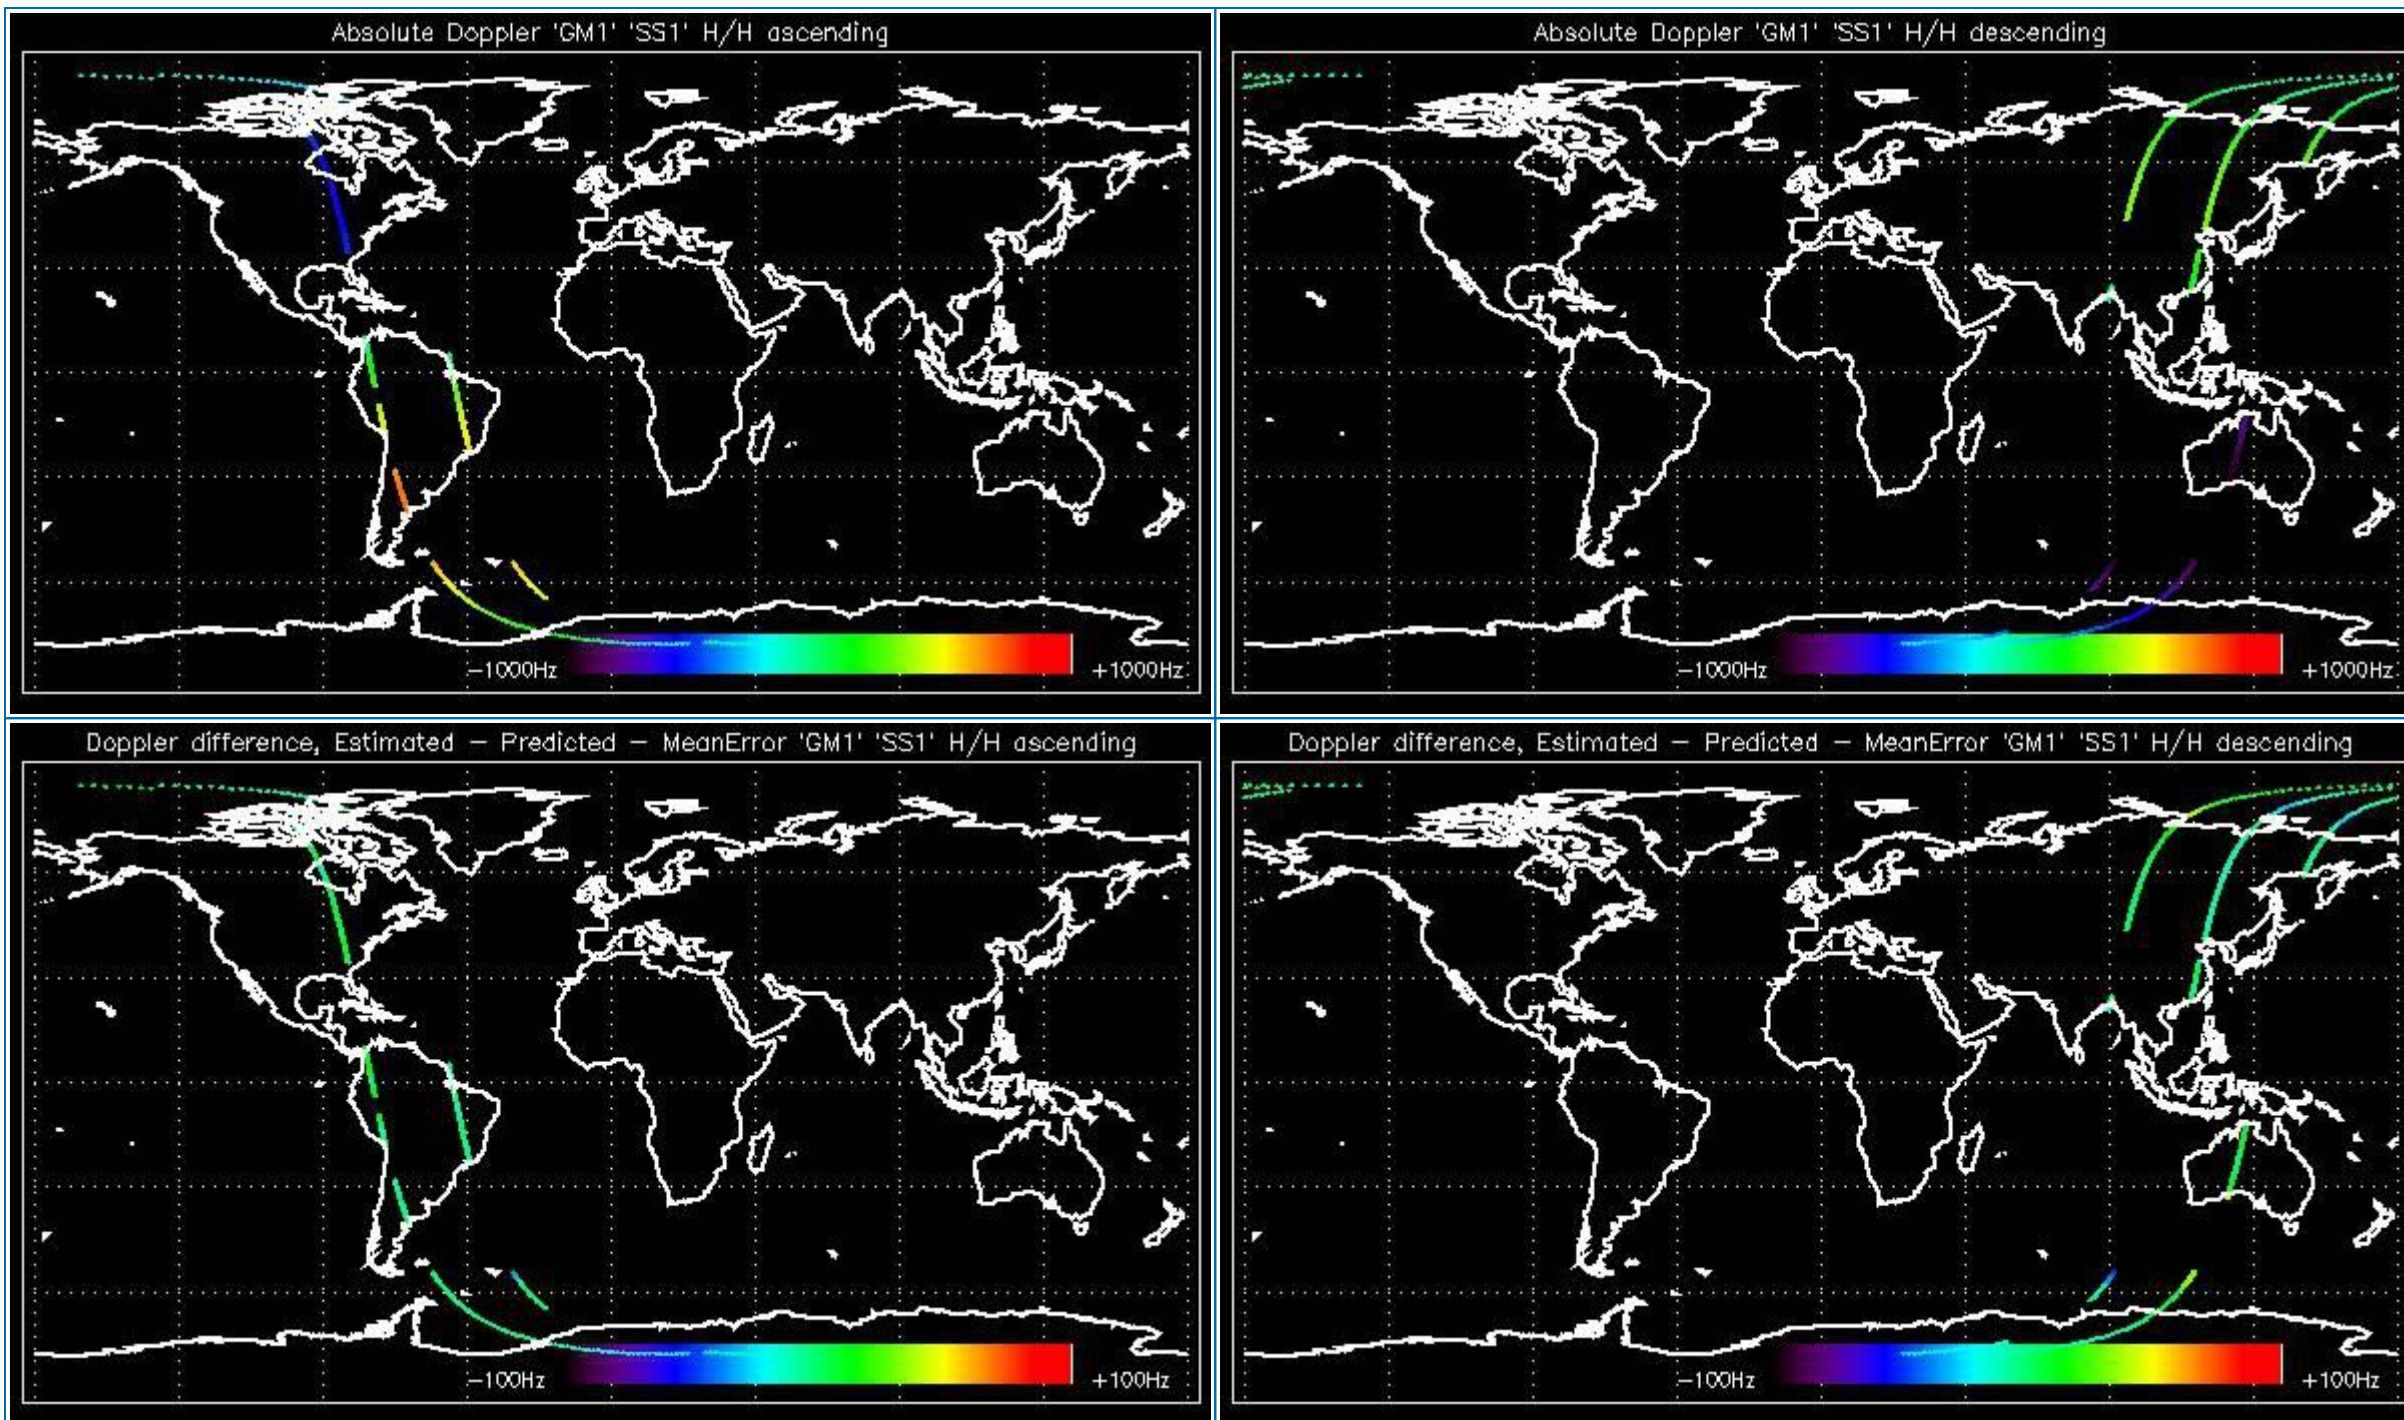 Absolute Doppler 'GM1' 'SS1' H/H ascending
−1000Hz
+1000Hz
Absolute Doppler 'GM1' 'SS1' H/H descending
−1000Hz
+1000Hz
Doppler difference, Estimated − Predicted − MeanError 'GM1' 'SS1' H/H ascending
−100Hz
+100Hz
Doppler difference, Estimated − Predicted − MeanError 'GM1' 'SS1' H/H descending
−100Hz
+100Hz